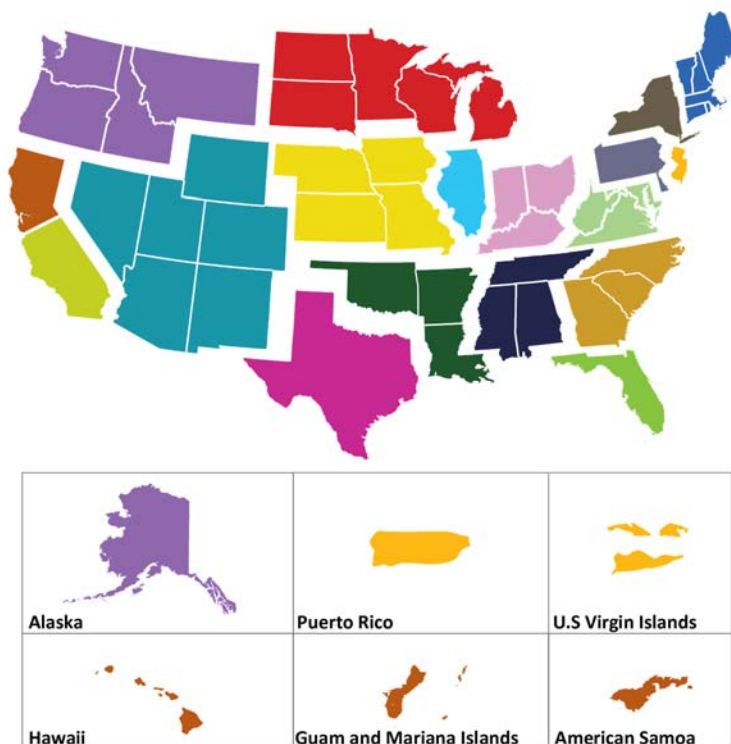 Alaska
Puerto Rico
U.S Virgin Islands
Hawaii
Guam and Mariana Islands
American Samoa